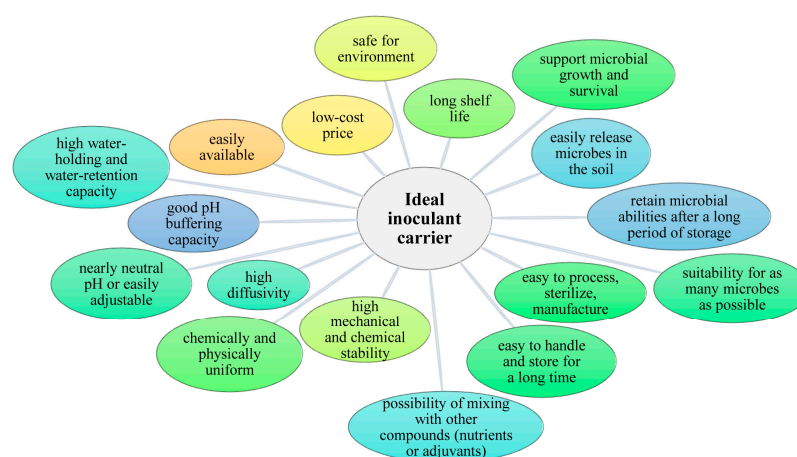 safe for
environment
support microbial
growth and
survival
long shelf
life
low-cost
price
easily
available
high water-
holding and
water-retention
capacity
easily release
microbes in
the soil
Ideal
inoculant
carrier
retain microbial
abilities after a long
period of storage
good pH
buffering
capacity
nearly neutral
pH or easily
adjustable
high
diffusivity
easy to process,
sterilize,
manufacture
suitability for as
many microbes
as possible
high
mechanical
and chemical
stability
chemically and
physically
uniform
easy to handle
and store for
a long time
possibility of mixing
with other
compounds (nutrients
or adjuvants)